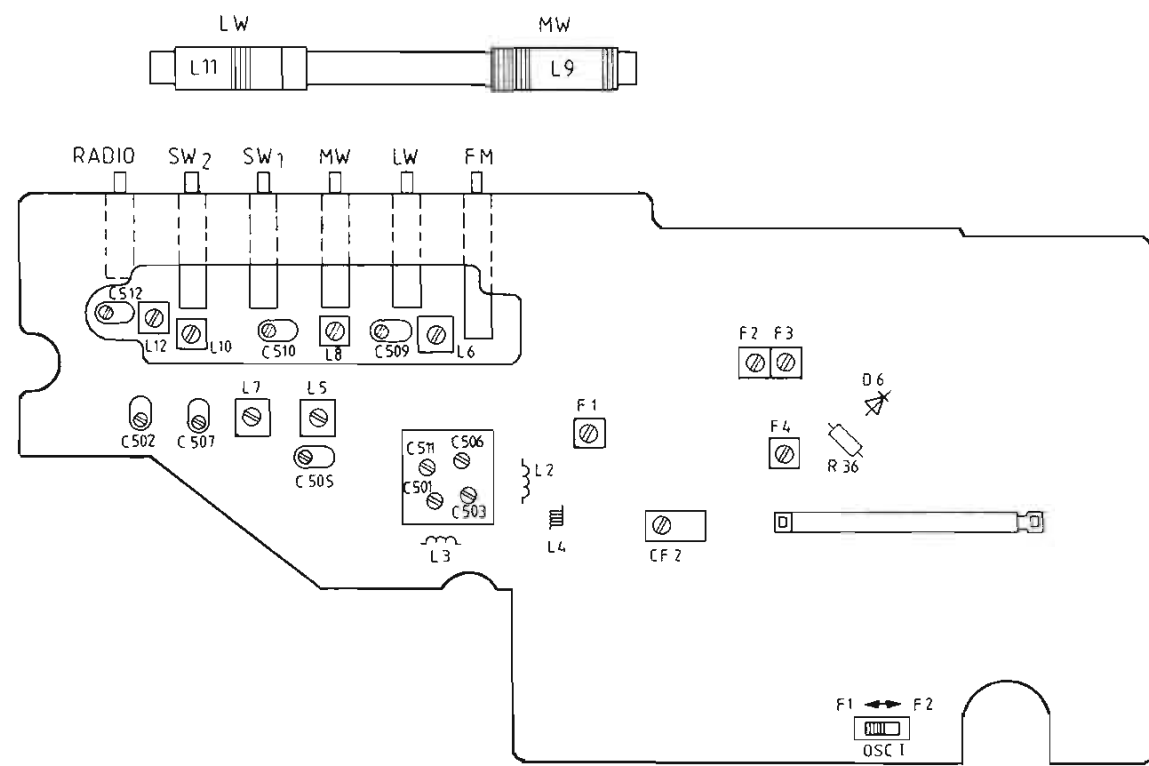 LW MW
L11 L9
RADIO SW2 SW1 MW LW FM
C512
L12 L10 C510 L8 C509 L6
F2 F3
D6
L7 L5
F1
F4
C502 C507
C511 C506
R36
C505
L2
C501
C503
L4
L3
CF2
F1 F2
OSC I